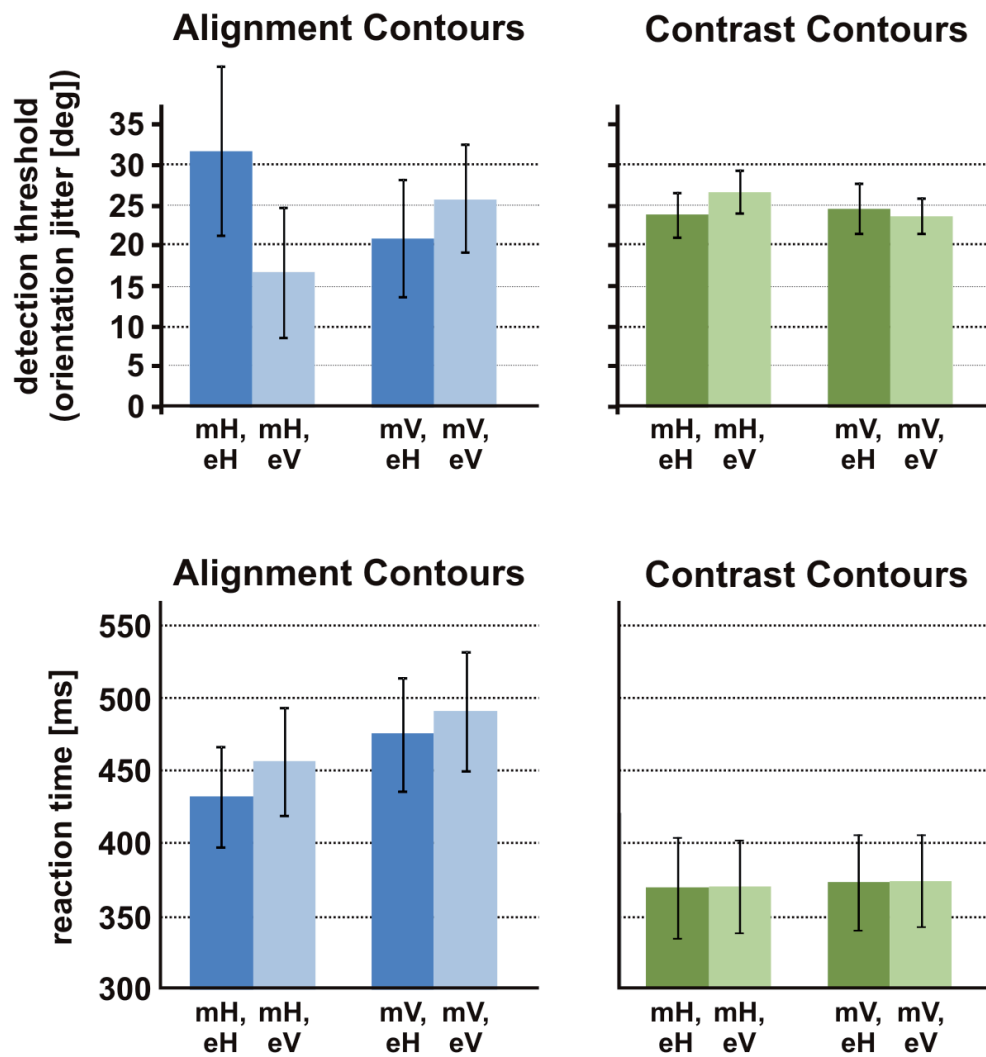 Alignment Contours
Contrast Contours
detection threshold
(orientation jitter [deg])
35
30
25
20
15
10
5
0
mH, mH, mV, mV,
eH eV eH eV
mH, mH, mV, mV,
eH eV eH eV
Alignment Contours
Contrast Contours
reaction time [ms]
550
500
450
400
350
300
mH, mH, mV, mV,
eH eV eH eV
mH, mH, mV, mV,
eH eV eH eV